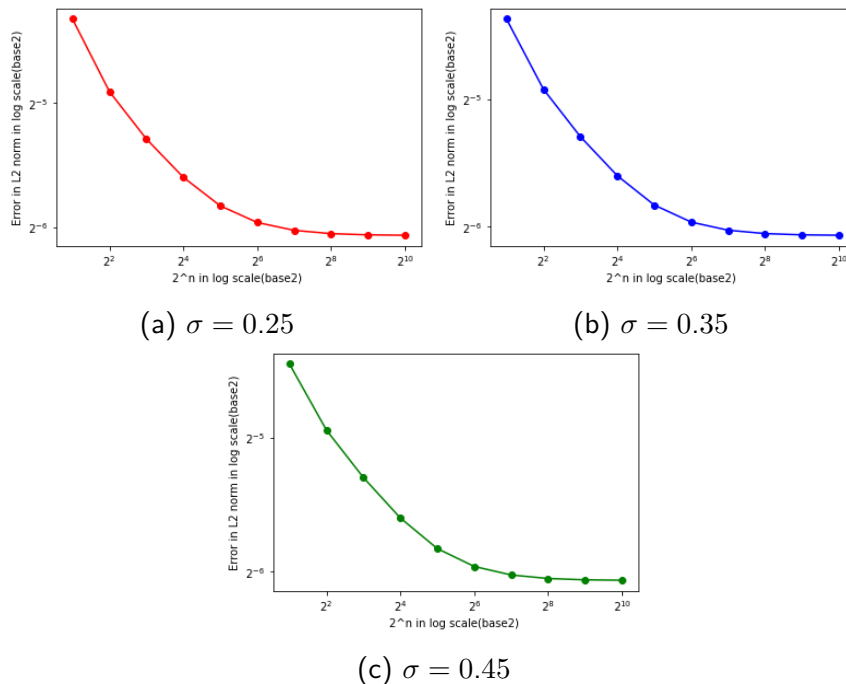 Error in L2 norm in log scale(base2)
2^-5
2^-6
2^2 2^4 2^6 2^8 2^10
2^n in log scale(base2)
(a) σ = 0.25
Error in L2 norm in log scale(base2)
2^-5
2^-6
2^2 2^4 2^6 2^8 2^10
2^n in log scale(base2)
(b) σ = 0.35
Error in L2 norm in log scale(base2)
2^-5
2^-6
2^2 2^4 2^6 2^8 2^10
2^n in log scale(base2)
(c) σ = 0.45